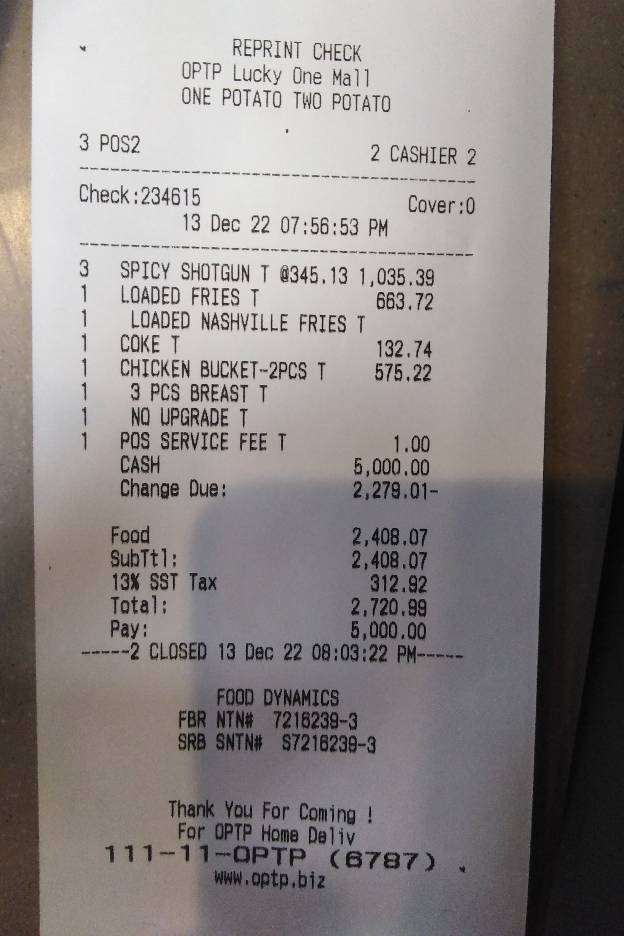 REPRINT CHECK
OPTP Lucky One Mall
ONE POTATO TWO POTATO
3 POS2 2 CASHIER 2
Check:234615 Cover:0
13 Dec 22 07:56:53 PM
3 SPICY SHOTGUN T @345.13 1,035.39
1 LOADED FRIES T 663.72
1 LOADED NASHVILLE FRIES T
1 COKE T 132.74
1 CHICKEN BUCKET-2PCS T 575.22
1 3 PCS BREAST T
1 NO UPGRADE T
1 POS SERVICE FEE T 1.00
CASH 5,000.00
Change Due: 2,279.01-
Food 2,408.07
SubTtl: 2,408.07
13% SST Tax 312.92
Total: 2,720.99
Pay: 5,000.00
-----2 CLOSED 13 Dec 22 08:03:22 PM-----
FOOD DYNAMICS
FBR NTN# 7216239-3
SRB SNTN# S7216239-3
Thank You For Coming !
For OPTP Home Deliv
111-11-OPTP (6787)
www.optp.biz